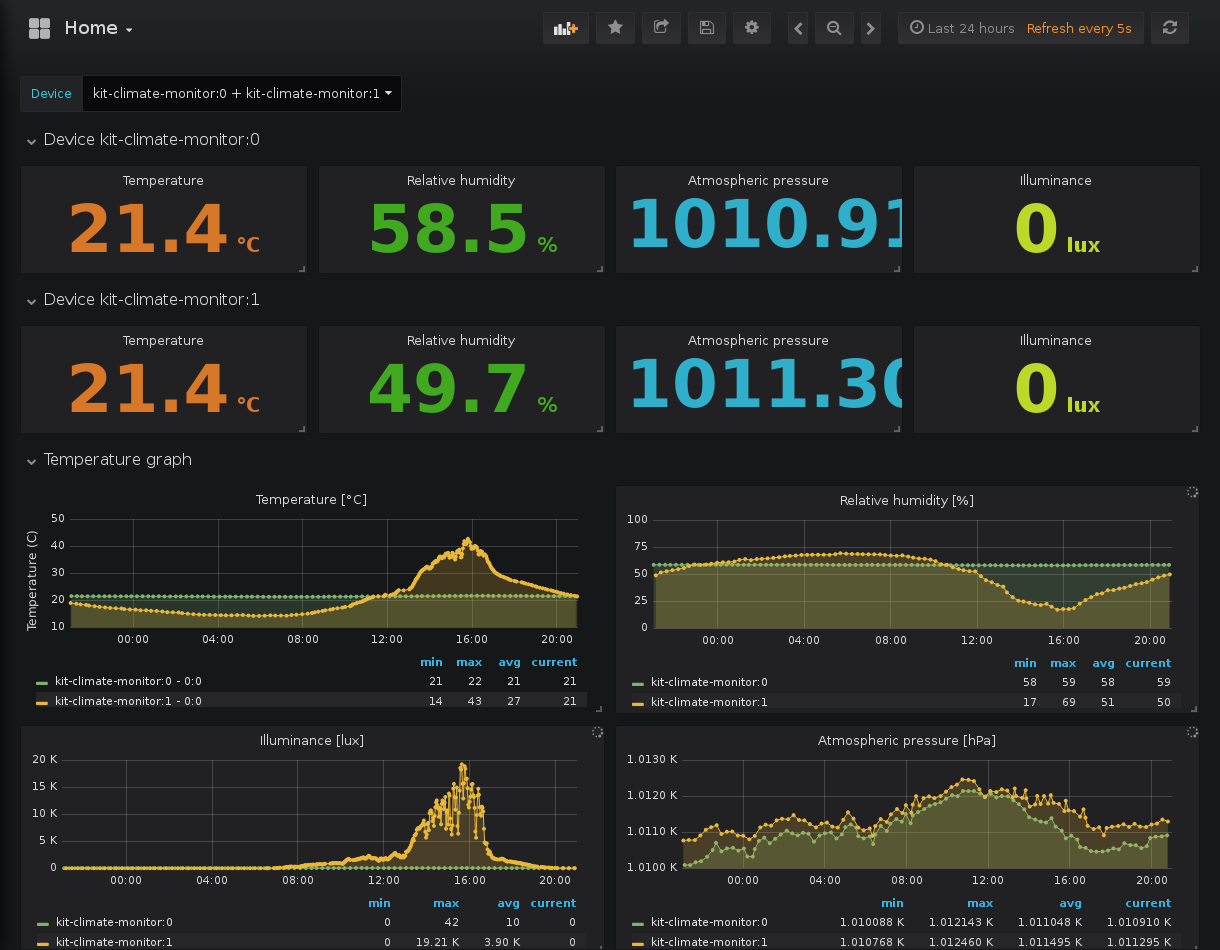 Home
Last 24 hours Refresh every 5s
Device kit-climate-monitor:0 + kit-climate-monitor:1
Device kit-climate-monitor:0
Temperature Relative humidity Atmospheric pressure Illuminance
21.4 °C 58.5 % 1010.91 0 lux
Device kit-climate-monitor:1
Temperature Relative humidity Atmospheric pressure Illuminance
21.4 °C 49.7 % 1011.30 0 lux
Temperature graph
Temperature [°C]
Temperature (C)
50
40
30
20
10
00:00 04:00 08:00 12:00 16:00 20:00
min max avg current
kit-climate-monitor:0 - 0:0 21 22 21 21
kit-climate-monitor:1 - 0:0 14 43 27 21
Relative humidity [%]
100
75
50
25
0
00:00 04:00 08:00 12:00 16:00 20:00
min max avg current
kit-climate-monitor:0 58 59 58 59
kit-climate-monitor:1 17 69 51 50
Illuminance [lux]
20 K
15 K
10 K
5 K
0
00:00 04:00 08:00 12:00 16:00 20:00
min max avg current
kit-climate-monitor:0 0 42 10 0
kit-climate-monitor:1 0 19.21 K 3.90 K 0
Atmospheric pressure [hPa]
1.0130 K
1.0120 K
1.0110 K
1.0100 K
00:00 04:00 08:00 12:00 16:00 20:00
min max avg current
kit-climate-monitor:0 1.010088 K 1.012143 K 1.011048 K 1.010910 K
kit-climate-monitor:1 1.010768 K 1.012460 K 1.011495 K 1.011295 K